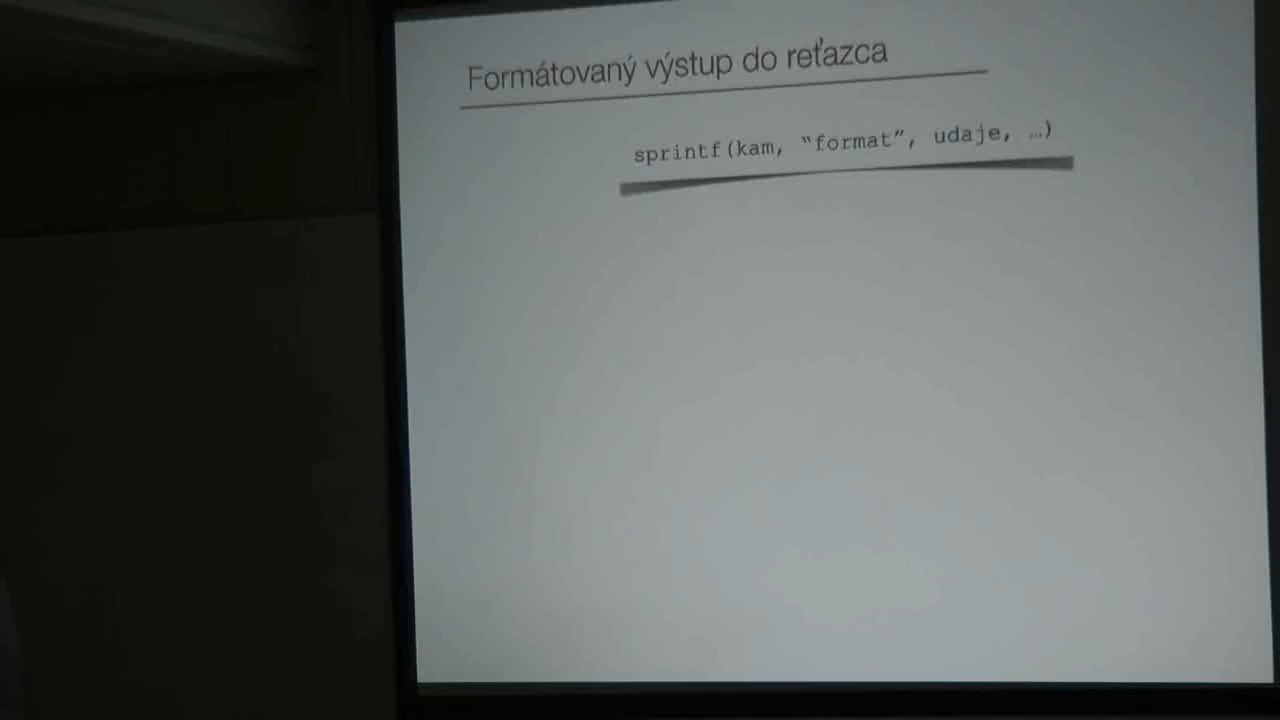 Formátovaný výstup do reťazca
sprintf(kam, “format”, udaje, …)